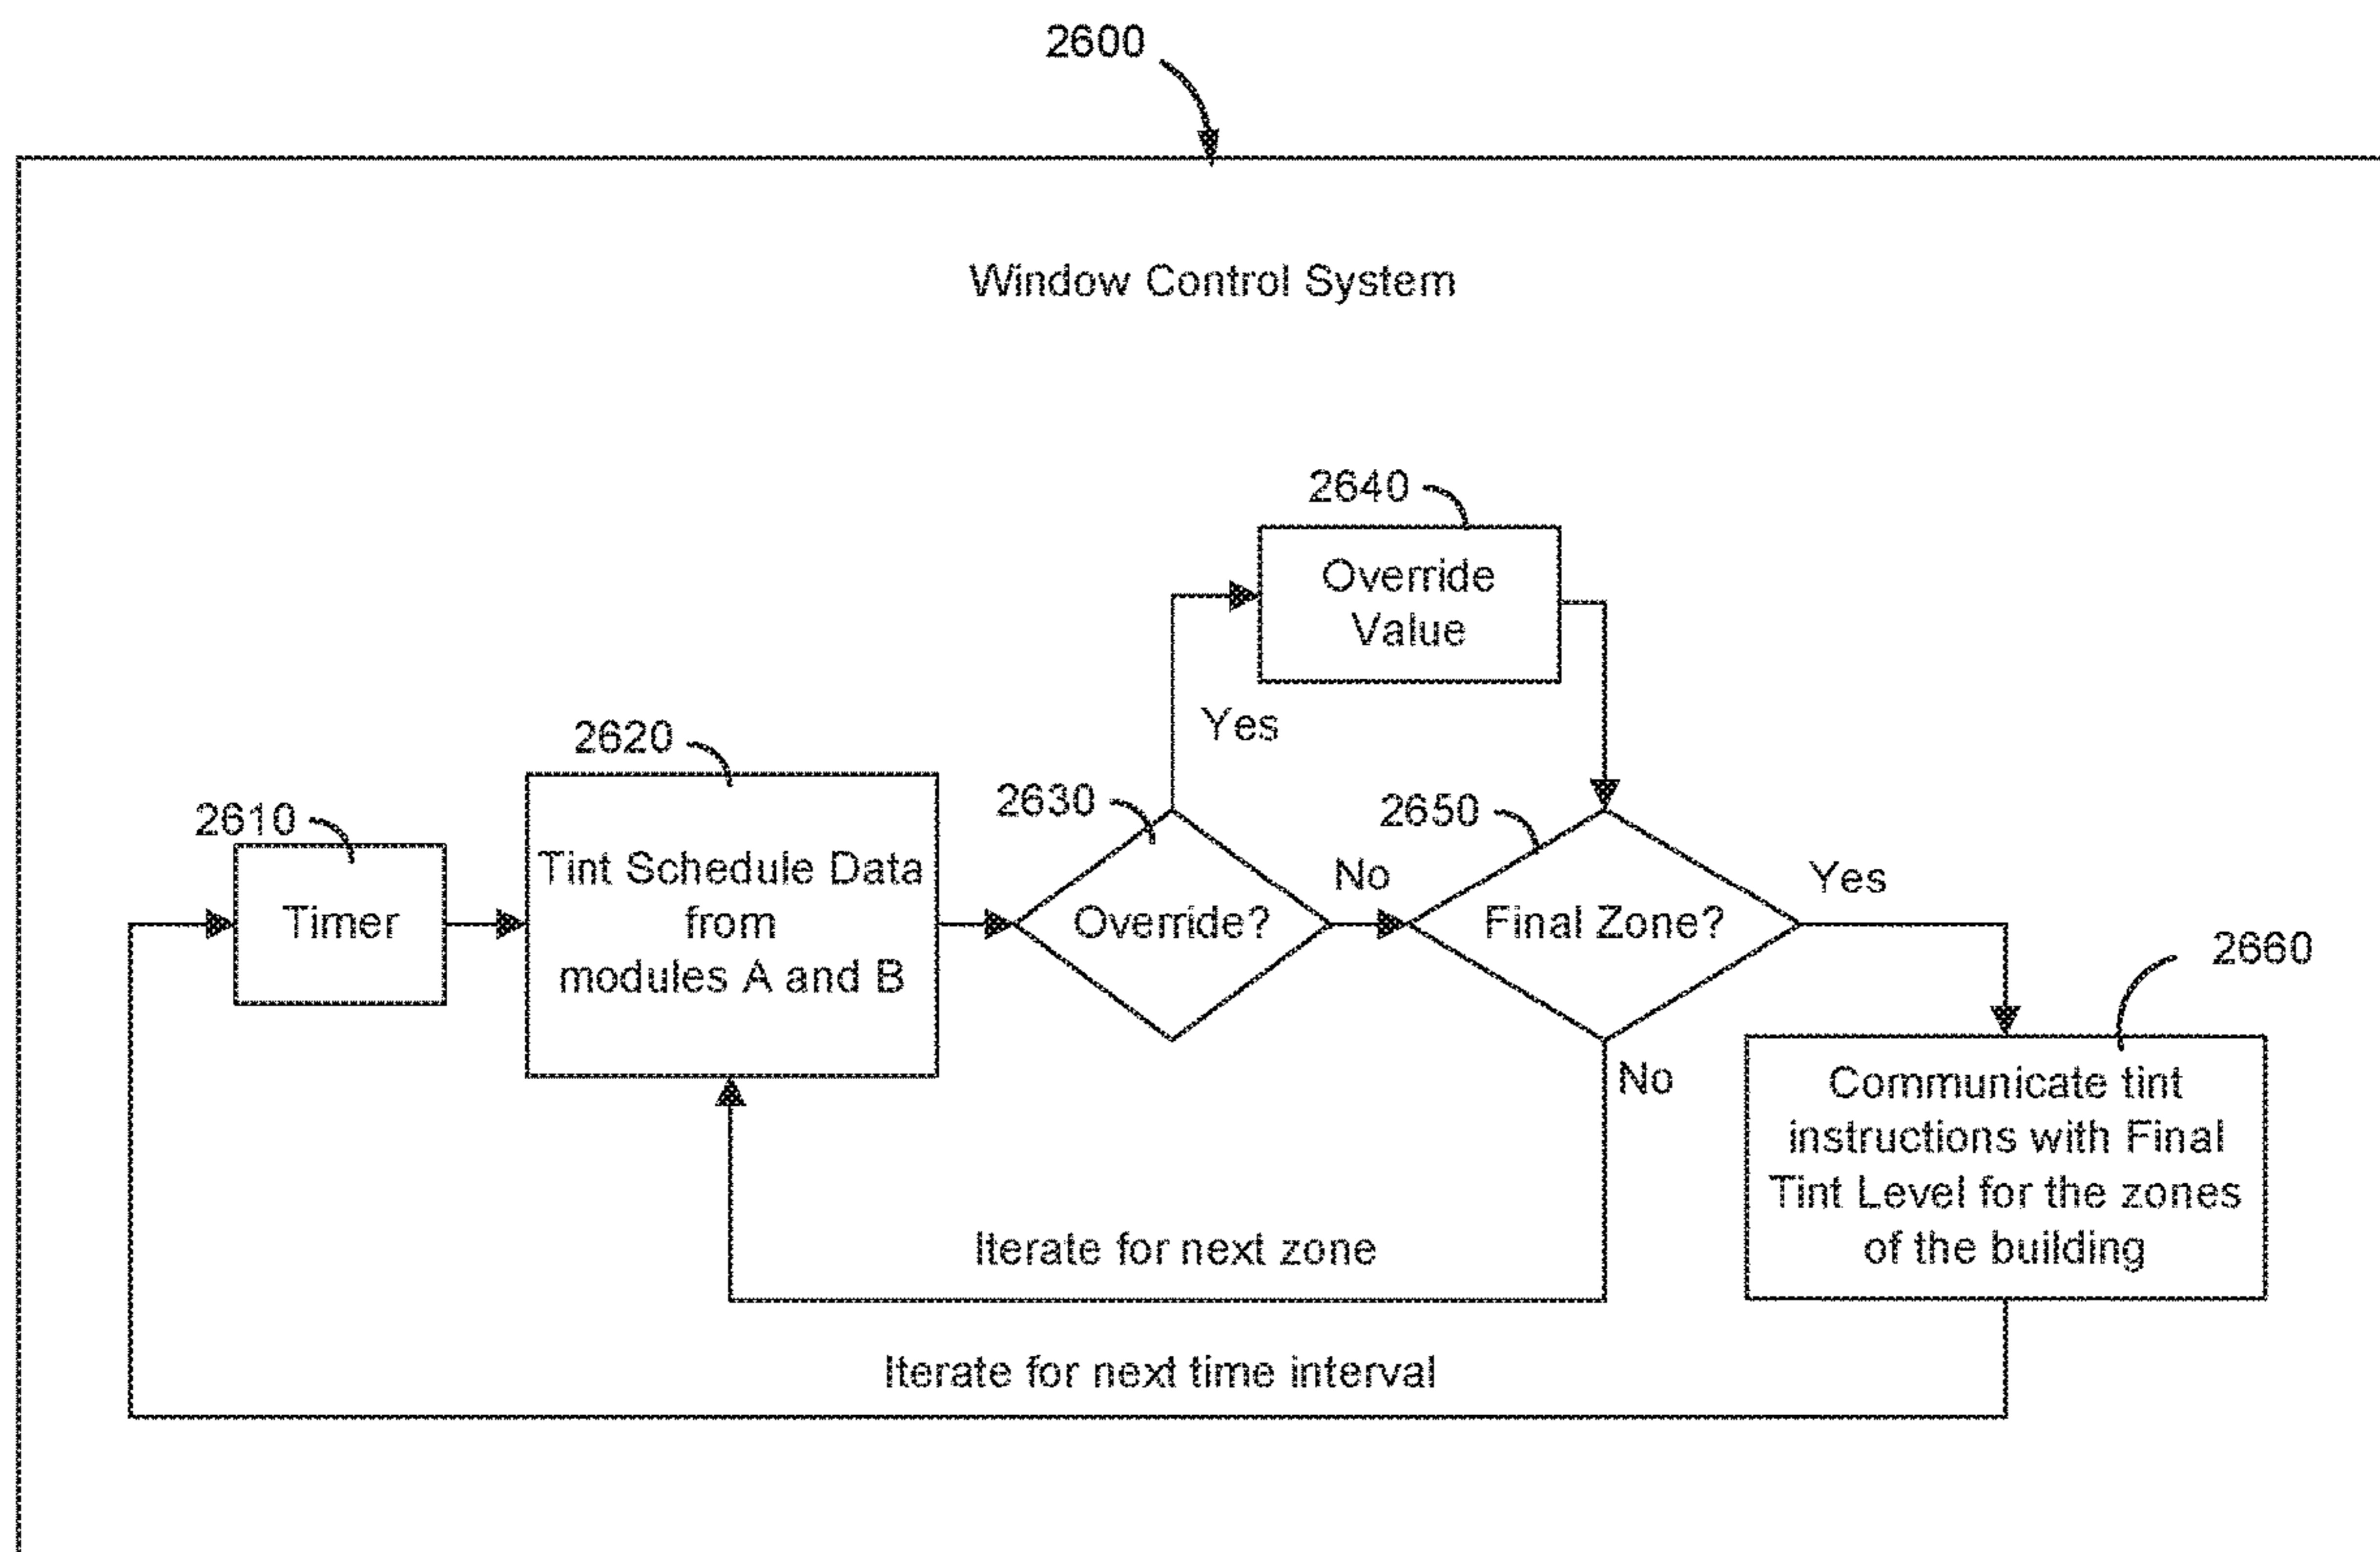 2600
Window Control System
2640
Override
Value
Yes
2620
2610
2630
2650
Timer
Tint Schedule Data
from
modules A and B
Override?
No
Final Zone?
Yes
2660
No
Communicate tint
instructions with Final
Tint Level for the zones
of the building
Iterate for next zone
Iterate for next time interval